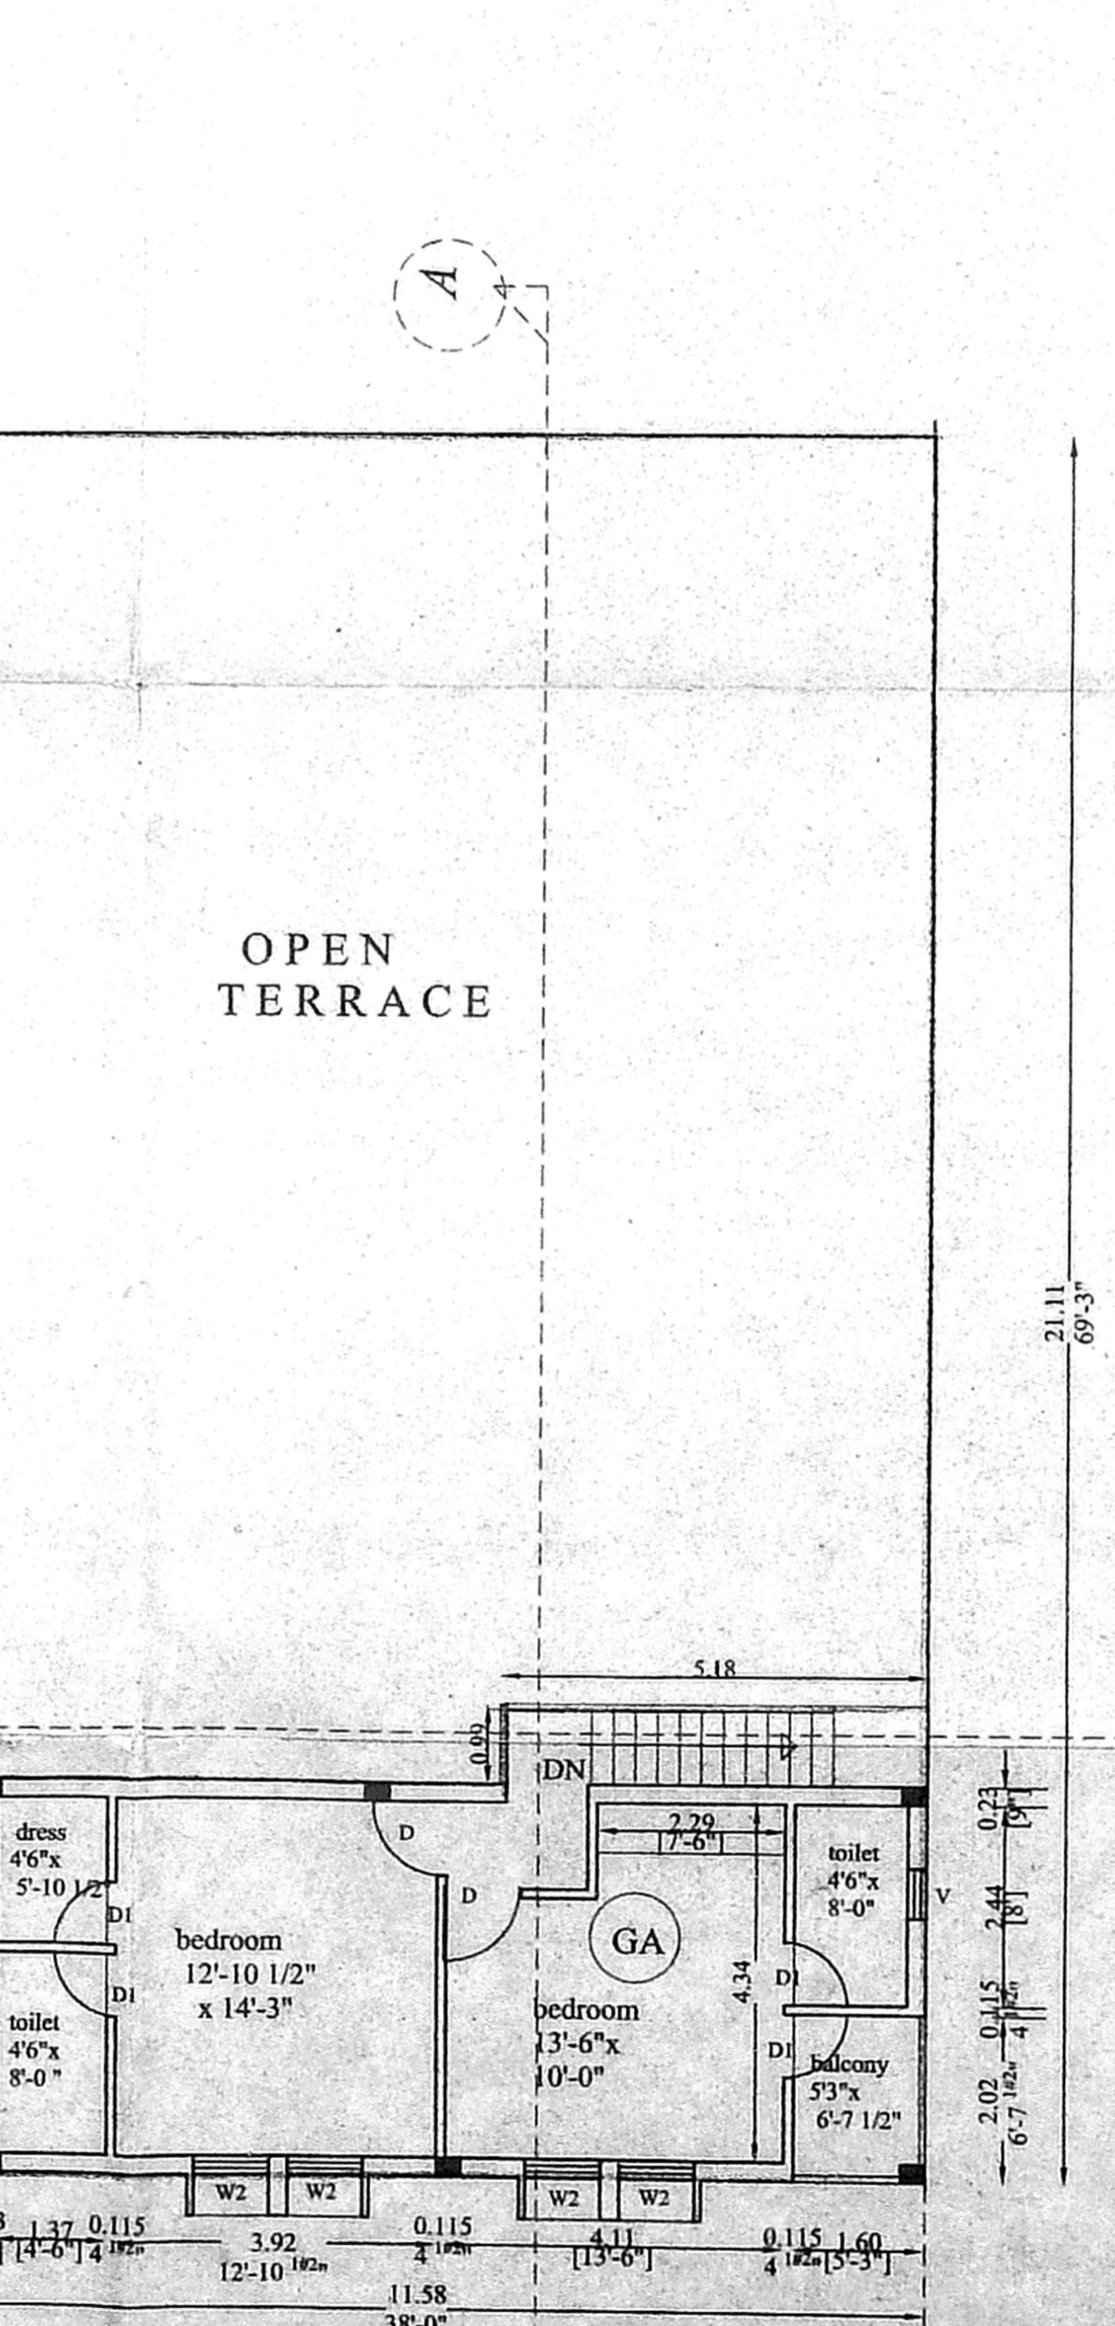 A
OPEN
TERRACE
21.11
69'-3"
5.18
0.99
DN
0.23
[9"]
dress
4'6"x
5'-10 1/2"
D
2.29
[7'-6"]
toilet
4'6"x
8'-0"
V
2.44
[8']
D
D1
bedroom
12'-10 1/2"
x 14'-3"
GA
4.34
D1
D1
toilet
4'6"x
8'-0 "
bedroom
13'-6"x
10'-0"
0.115
4 1#2"
D1
balcony
5'3"x
6'-7 1/2"
2.02
6'-7 1#2"
W2
W2
W2
W2
1.37
[4'-6"]
0.115
4 1#2"
3.92
12'-10 1#2"
0.115
4 1#2"
4.11
[13'-6"]
0.115
4 1#2"
1.60
[5'-3"]
11.58
38'-0"